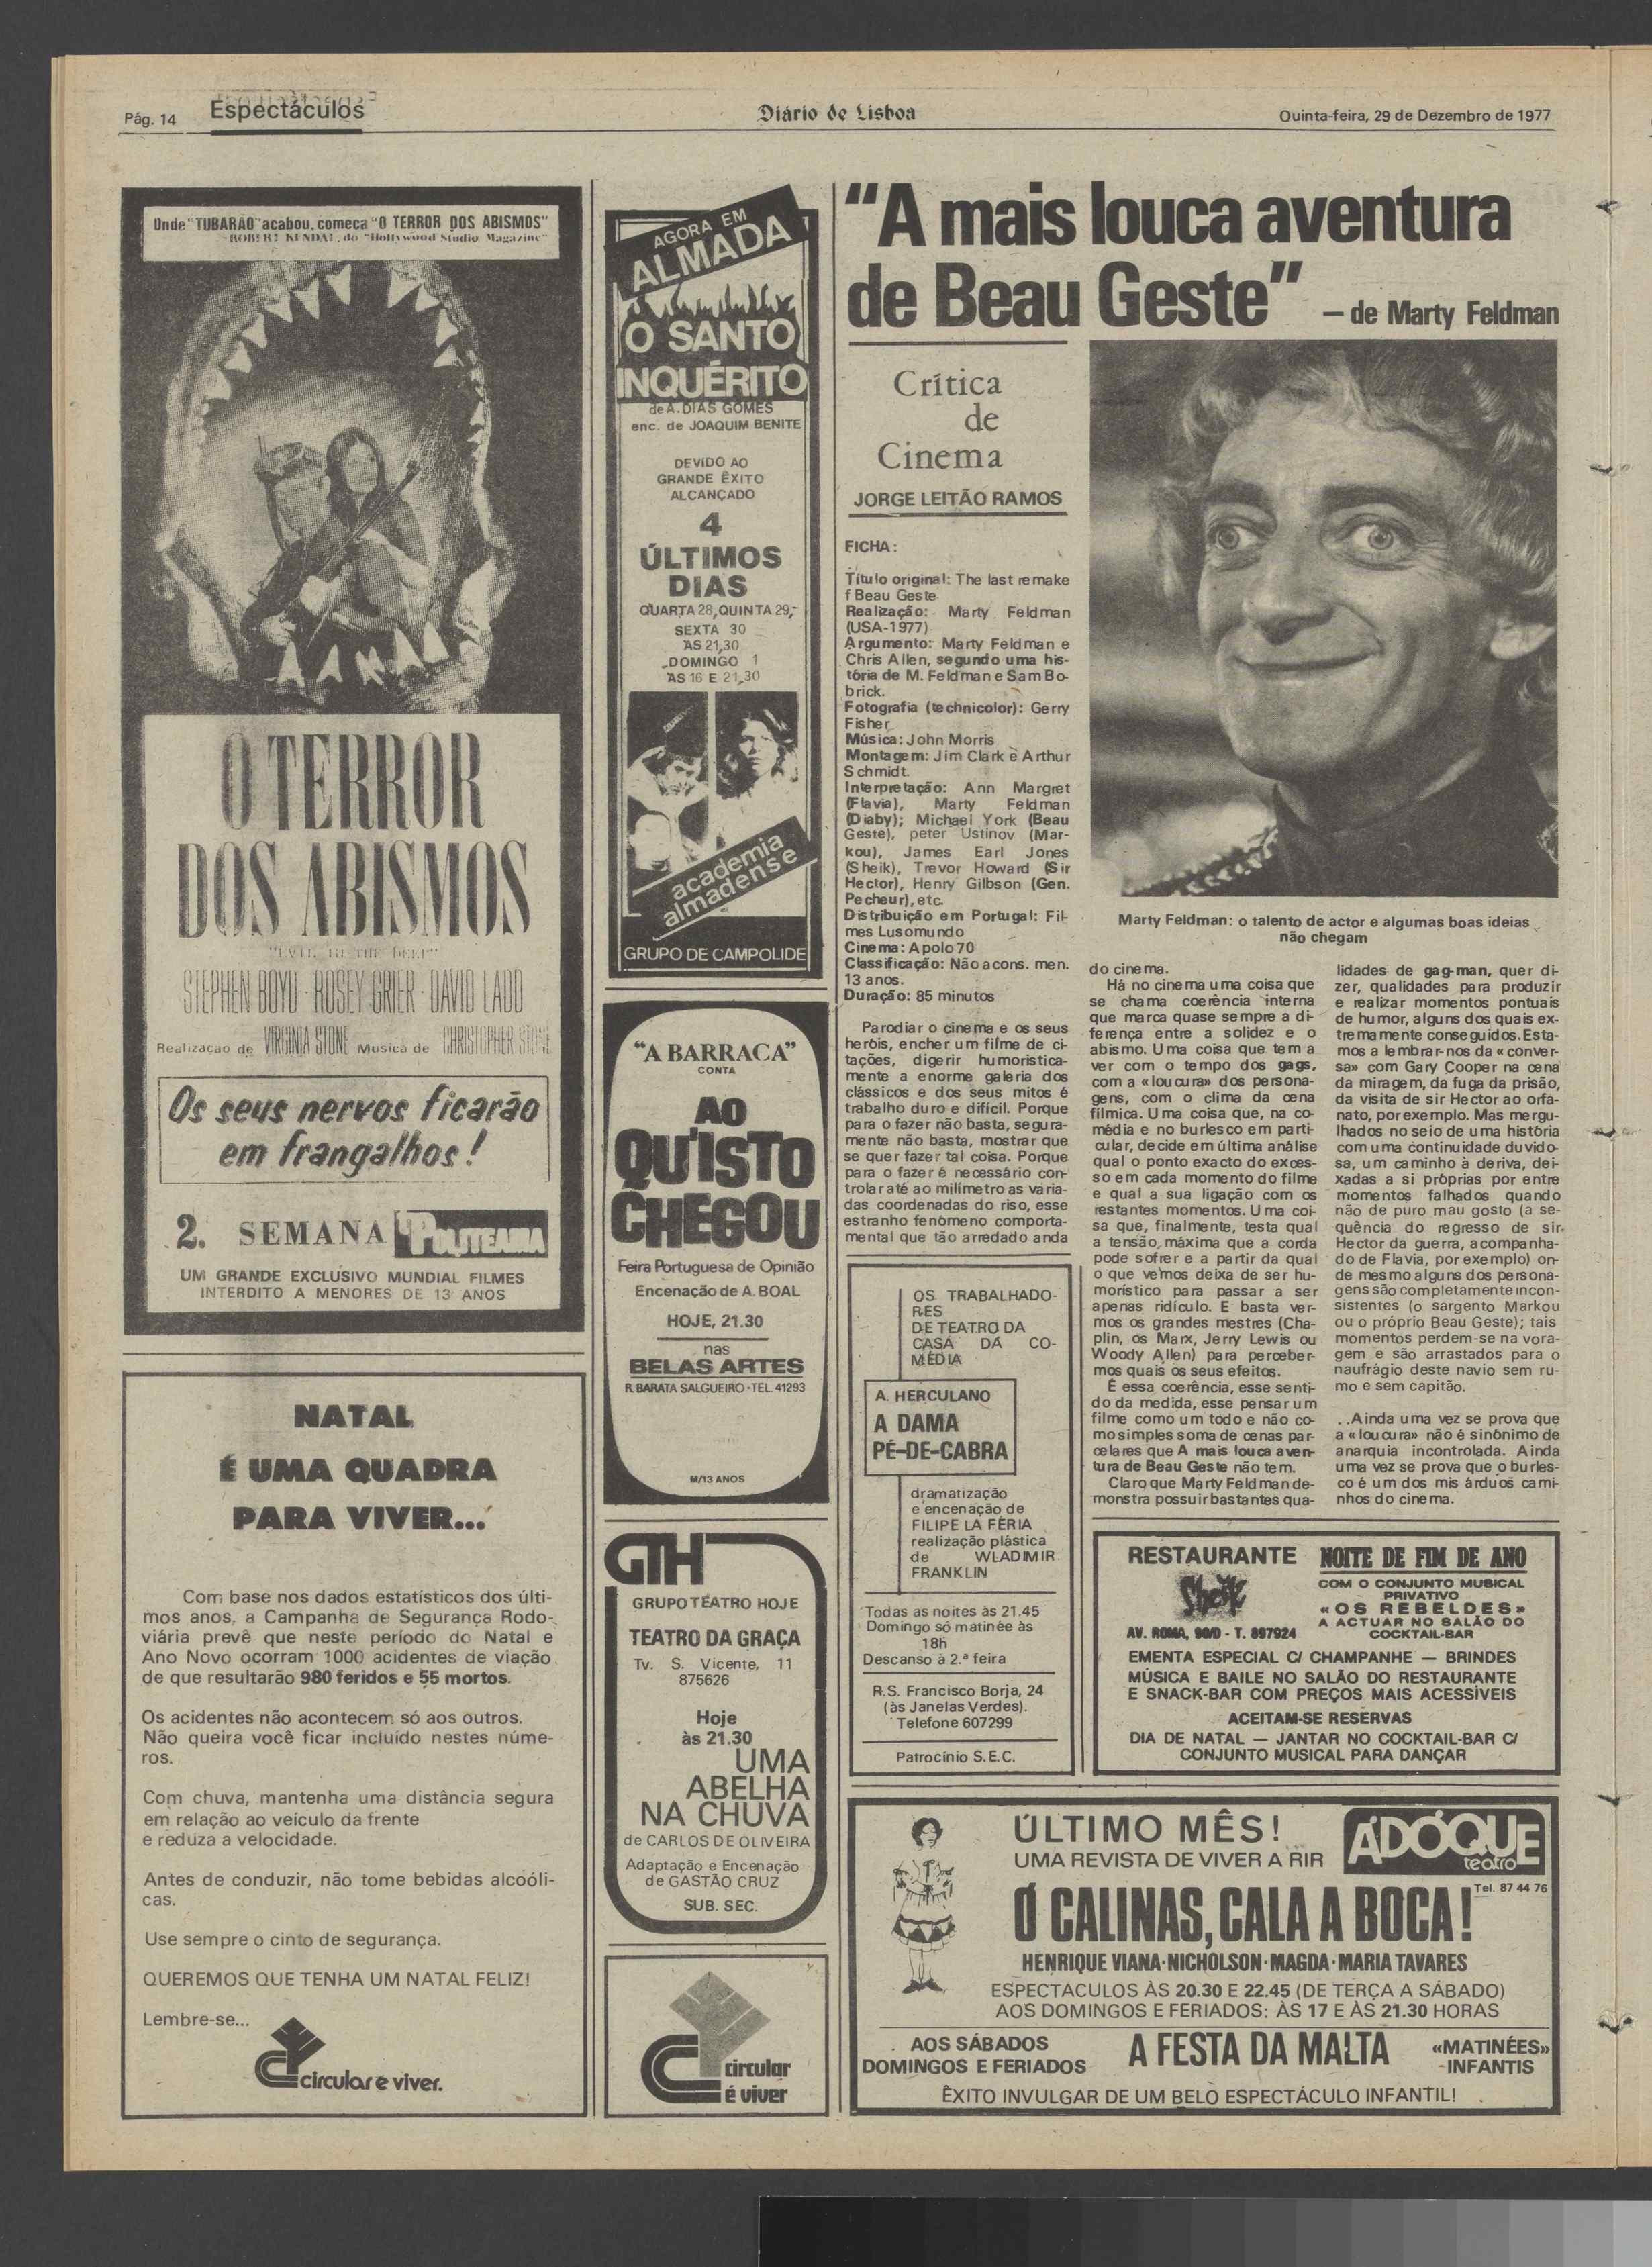 Pág. 14
Espectáculos
Diário de Lisboa
Quinta-feira, 29 de Dezembro de 1977
Onde "TUBARÃO" acabou, começa "O TERROR DOS ABISMOS"
ROBERT KENDAL, do "Hollywood Studio Magazine"
O TERROR
DOS ABISMOS
STEPHEN BOYD - ROSEY GRIER - DAVID LADD
Realizacao de VIRGINIA STONE Musica de CHRISTOPHER STONE
Os seus nervos ficarão
em frangalhos!
2. SEMANA POLITEAMA
UM GRANDE EXCLUSIVO MUNDIAL FILMES
INTERDITO A MENORES DE 13 ANOS
NATAL
É UMA QUADRA
PARA VIVER...
Com base nos dados estatísticos dos últi-
mos anos, a Campanha de Segurança Rodo-
viária prevê que neste período do Natal e
Ano Novo ocorram 1000 acidentes de viação
de que resultarão 980 feridos e 55 mortos.
Os acidentes não acontecem só aos outros.
Não queira você ficar incluído nestes núme-
ros.
Com chuva, mantenha uma distância segura
em relação ao veículo da frente
e reduza a velocidade.
Antes de conduzir, não tome bebidas alcoóli-
cas.
Use sempre o cinto de segurança.
QUEREMOS QUE TENHA UM NATAL FELIZ!
Lembre-se...
circular e viver.
AGORA EM
ALMADA
O SANTO
INQUÉRITO
de A. DIAS GOMES
enc. de JOAQUIM BENITE
DEVIDO AO
GRANDE ÊXITO
ALCANÇADO
4
ÚLTIMOS
DIAS
QUARTA 28, QUINTA 29,
SEXTA 30
ÀS 21,30
DOMINGO 1
ÀS 16 E 21,30
academia
almadense
GRUPO DE CAMPOLIDE
"A BARRACA"
CONTA
AO
QU'ISTO
CHEGOU
Feira Portuguesa de Opinião
Encenação de A. BOAL
HOJE, 21.30
nas
BELAS ARTES
R. BARATA SALGUEIRO - TEL. 41293
M/13 ANOS
GTH
GRUPO TEATRO HOJE
TEATRO DA GRAÇA
Tv. S. Vicente, 11
875626
Hoje
às 21.30
UMA
ABELHA
NA CHUVA
de CARLOS DE OLIVEIRA
Adaptação e Encenação
de GASTÃO CRUZ
SUB. SEC.
circular
é viver
"A mais louca aventura
de Beau Geste" — de Marty Feldman
Crítica
de
Cinema
JORGE LEITÃO RAMOS
FICHA:
Título original: The last remake
f Beau Geste
Realização: Marty Feldman
(USA-1977)
Argumento: Marty Feldman e
Chris Allen, segundo uma his-
tória de M. Feldman e Sam Bo-
brick.
Fotografia (technicolor): Gerry
Fisher
Música: John Morris
Montagem: Jim Clark e Arthur
Schmidt.
Interpretação: Ann Margret
(Flavia), Marty Feldman
(Diaby); Michael York (Beau
Geste), peter Ustinov (Mar-
kou), James Earl Jones
(Sheik), Trevor Howard (Sir
Hector), Henry Gilbson (Gen.
Pecheur), etc.
Distribuição em Portugal: Fil-
mes Lusomundo
Cinema: Apolo 70
Classificação: Não acons. men.
13 anos.
Duração: 85 minutos
Parodiar o cinema e os seus
heróis, encher um filme de ci-
tações, digerir humoristica-
mente a enorme galeria dos
clássicos e dos seus mitos é
trabalho duro e difícil. Porque
para o fazer não basta, segura-
mente não basta, mostrar que
se quer fazer tal coisa. Porque
para o fazer é necessário con-
trolar até ao milímetro as varia-
das coordenadas do riso, esse
estranho fenómeno comporta-
mental que tão arredado anda
Marty Feldman: o talento de actor e algumas boas ideias
não chegam
do cinema.
Há no cinema uma coisa que
se chama coerência interna
que marca quase sempre a di-
ferença entre a solidez e o
abismo. Uma coisa que tem a
ver com o tempo dos gags,
com a «loucura» dos persona-
gens, com o clima da cena
fílmica. Uma coisa que, na co-
média e no burlesco em parti-
cular, decide em última análise
qual o ponto exacto do exces-
so em cada momento do filme
e qual a sua ligação com os
restantes momentos. Uma coi-
sa que, finalmente, testa qual
a tensão máxima que a corda
pode sofrer e a partir da qual
o que vemos deixa de ser hu-
morístico para passar a ser
apenas ridículo. E basta ver-
mos os grandes mestres (Cha-
plin, os Marx, Jerry Lewis ou
Woody Allen) para perceber-
mos quais os seus efeitos.
É essa coerência, esse senti-
do da medida, esse pensar um
filme como um todo e não co-
mo simples soma de cenas par-
celares que A mais louca aven-
tura de Beau Geste não tem.
Claro que Marty Feldman de-
monstra possuir bastantes qua-
lidades de gag-man, quer di-
zer, qualidades para produzir
e realizar momentos pontuais
de humor, alguns dos quais ex-
tremamente conseguidos. Esta-
mos a lembrar-nos da «conver-
sa» com Gary Cooper na cena
da miragem, da fuga da prisão,
da visita de sir Hector ao orfa-
nato, por exemplo. Mas mergu-
lhados no seio de uma história
com uma continuidade duvido-
sa, um caminho à deriva, dei-
xadas a si próprias por entre
momentos falhados quando
não de puro mau gosto (a se-
quência do regresso de sir
Hector da guerra, acompanha-
do de Flavia, por exemplo) on-
de mesmo alguns dos persona-
gens são completamente incon-
sistentes (o sargento Markou
ou o próprio Beau Geste); tais
momentos perdem-se na vora-
gem e são arrastados para o
naufrágio deste navio sem ru-
mo e sem capitão.
..Ainda uma vez se prova que
a «loucura» não é sinónimo de
anarquia incontrolada. Ainda
uma vez se prova que o burles-
co é um dos mis árduos cami-
nhos do cinema.
OS TRABALHADO-
RES
DE TEATRO DA
CASA DA CO-
MÉDIA
A. HERCULANO
A DAMA
PÉ-DE-CABRA
dramatização
e encenação de
FILIPE LA FÉRIA
realização plástica
de WLADIMIR
FRANKLIN
Todas as noites às 21.45
Domingo só matinée às
18h
Descanso à 2.ª feira
R.S. Francisco Borja, 24
(às Janelas Verdes).
Telefone 607299
Patrocínio S.E.C.
RESTAURANTE
Sheik
AV. ROMA, 90/D - T. 897924
NOITE DE FIM DE ANO
COM O CONJUNTO MUSICAL
PRIVATIVO
«OS REBELDES»
A ACTUAR NO SALÃO DO
COCKTAIL-BAR
EMENTA ESPECIAL C/ CHAMPANHE — BRINDES
MÚSICA E BAILE NO SALÃO DO RESTAURANTE
E SNACK-BAR COM PREÇOS MAIS ACESSÍVEIS
ACEITAM-SE RESERVAS
DIA DE NATAL — JANTAR NO COCKTAIL-BAR C/
CONJUNTO MUSICAL PARA DANÇAR
ÚLTIMO MÊS!
UMA REVISTA DE VIVER A RIR
ÁDÓQUE
teatro
Tel. 87 44 76
Ó CALINAS, CALA A BOCA!
HENRIQUE VIANA · NICHOLSON · MAGDA · MARIA TAVARES
ESPECTÁCULOS ÀS 20.30 E 22.45 (DE TERÇA A SÁBADO)
AOS DOMINGOS E FERIADOS: ÀS 17 E ÀS 21.30 HORAS
AOS SÁBADOS
DOMINGOS E FERIADOS
A FESTA DA MALTA
«MATINÉES»
INFANTIS
ÊXITO INVULGAR DE UM BELO ESPECTÁCULO INFANTIL!